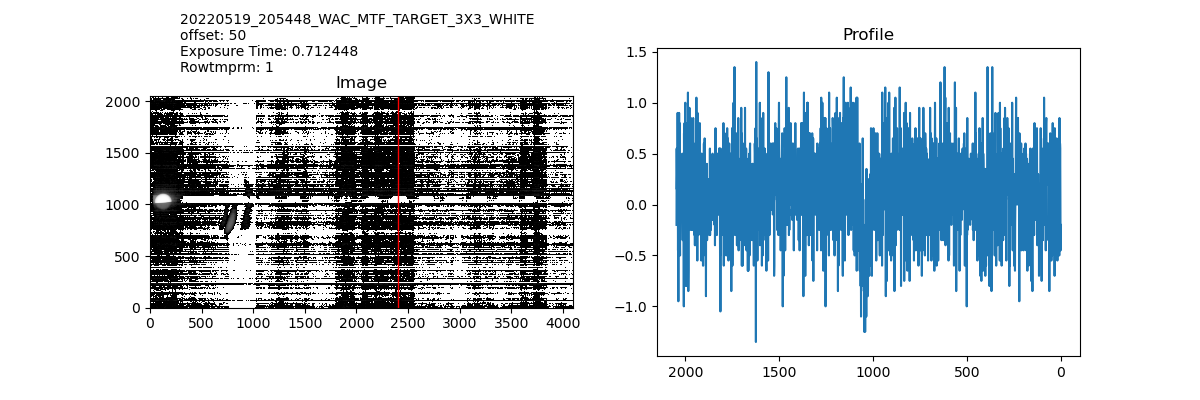 20220519_205448_WAC_MTF_TARGET_3X3_WHITE
offset: 50
Exposure Time: 0.712448
Rowtmprm: 1
Image
2000
1500
1000
500
0
0 500 1000 1500 2000 2500 3000 3500 4000
Profile
1.5
1.0
0.5
0.0
−0.5
−1.0
2000 1500 1000 500 0